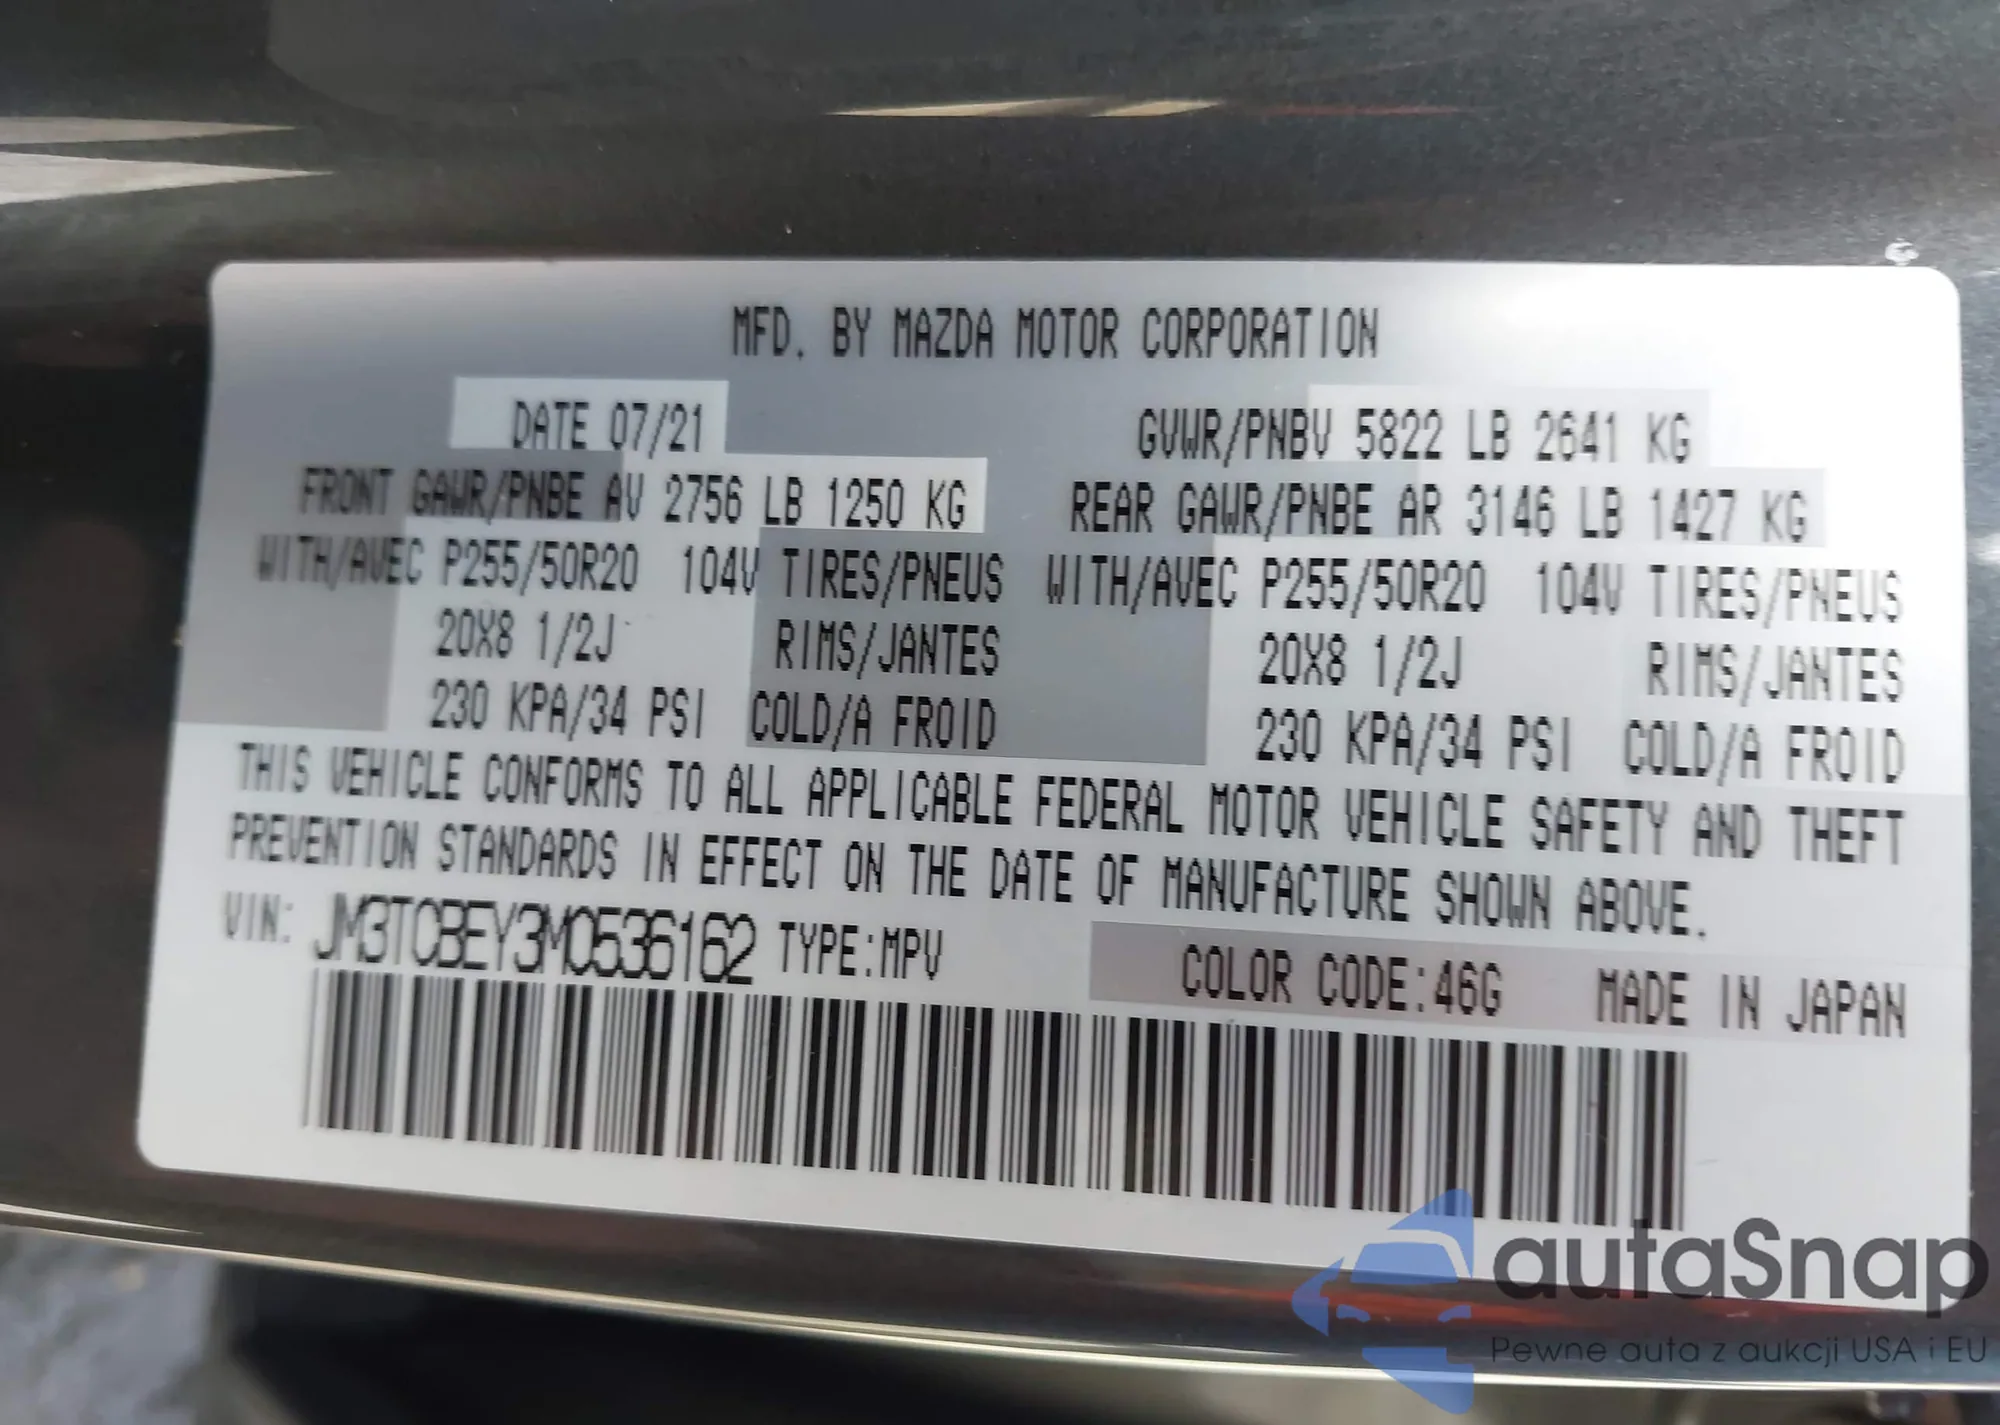 MFD. BY MAZDA MOTOR CORPORATION
DATE 07/21 GVWR/PNBV 5822 LB 2641 KG
FRONT GAWR/PNBE AV 2756 LB 1250 KG REAR GAWR/PNBE AR 3146 LB 1427 KG
WITH/AVEC P255/50R20 104V TIRES/PNEUS WITH/AVEC P255/50R20 104V TIRES/PNEUS
20X8 1/2J RIMS/JANTES 20X8 1/2J RIMS/JANTES
230 KPA/34 PSI COLD/A FROID 230 KPA/34 PSI COLD/A FROID
THIS VEHICLE CONFORMS TO ALL APPLICABLE FEDERAL MOTOR VEHICLE SAFETY AND THEFT
PREVENTION STANDARDS IN EFFECT ON THE DATE OF MANUFACTURE SHOWN ABOVE.
VIN: JM3TCBEY3M0536162 TYPE:MPV COLOR CODE:46G MADE IN JAPAN
autaSnap
Pewne auta z aukcji USA i EU